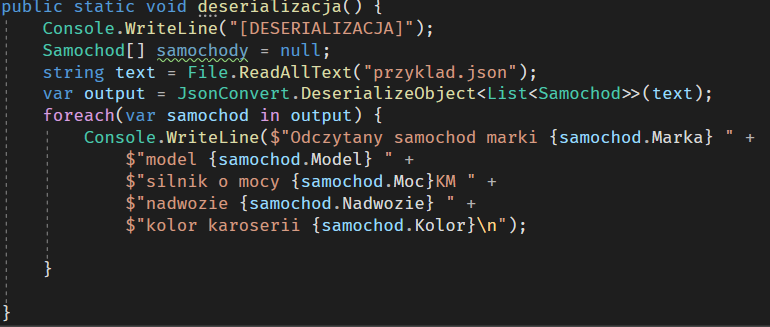 public static void deserializacja() {
Console.WriteLine("[DESERIALIZACJA]");
Samochod[] samochody = null;
string text = File.ReadAllText("przyklad.json");
var output = JsonConvert.DeserializeObject<List<Samochod>>(text);
foreach(var samochod in output) {
Console.WriteLine($"Odczytany samochod marki {samochod.Marka} " +
$"model {samochod.Model} " +
$"silnik o mocy {samochod.Moc}KM " +
$"nadwozie {samochod.Nadwozie} " +
$"kolor karoserii {samochod.Kolor}\n");
}
}